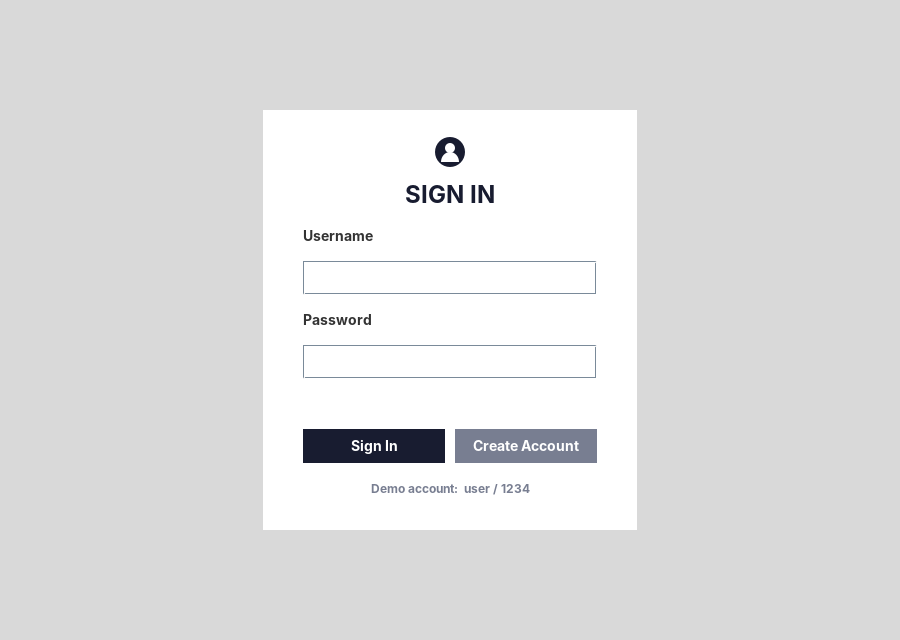 SIGN IN
Username
Password
Sign In
Create Account
Demo account: user / 1234